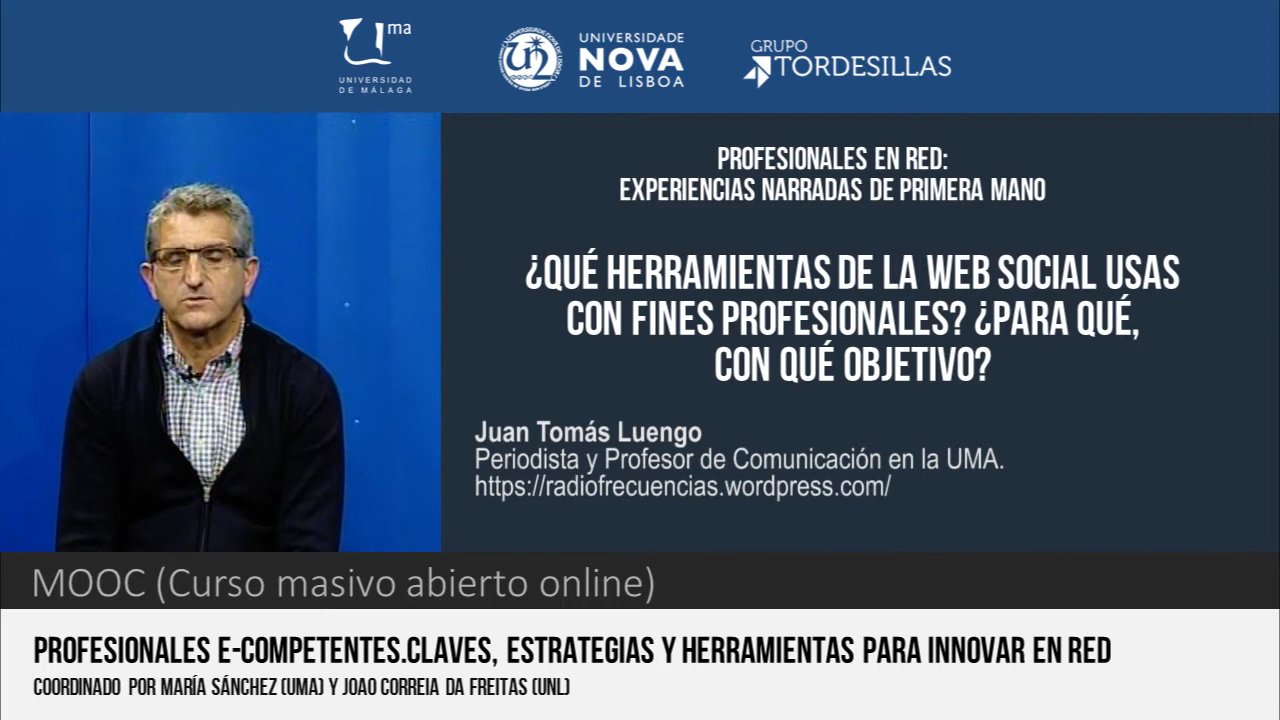 uma
UNIVERSIDAD
DE MÁLAGA
UNIVERSIDADE
NOVA
DE LISBOA
GRUPO
TORDESILLAS
PROFESIONALES EN RED:
EXPERIENCIAS NARRADAS DE PRIMERA MANO
¿QUÉ HERRAMIENTAS DE LA WEB SOCIAL USAS
CON FINES PROFESIONALES? ¿PARA QUÉ,
CON QUÉ OBJETIVO?
Juan Tomás Luengo
Periodista y Profesor de Comunicación en la UMA.
https://radiofrecuencias.wordpress.com/
MOOC (Curso masivo abierto online)
PROFESIONALES E-COMPETENTES.CLAVES, ESTRATEGIAS Y HERRAMIENTAS PARA INNOVAR EN RED
COORDINADO POR MARÍA SÁNCHEZ (UMA) Y JOAO CORREIA DA FREITAS (UNL)